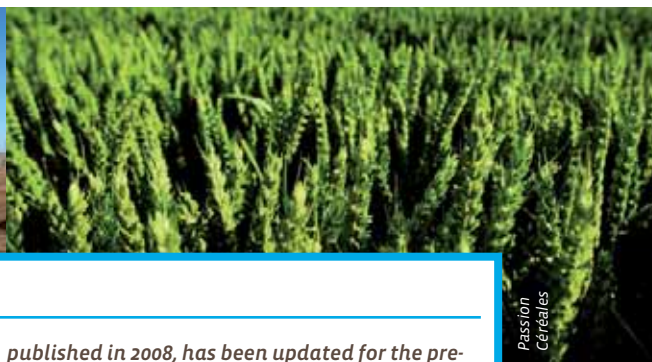 Passion
Céréales
published in 2008, has been updated for the pre-